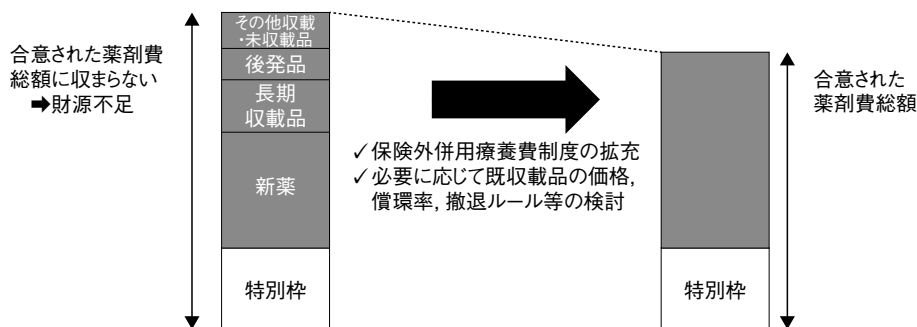 合意された薬剤費
総額に収まらない
➡財源不足
その他収載
・未収載品
後発品
長期
収載品
新薬
特別枠
✓保険外併用療養費制度の拡充
✓必要に応じて既収載品の価格,
償環率, 撤退ルール等の検討
特別枠
合意された
薬剤費総額